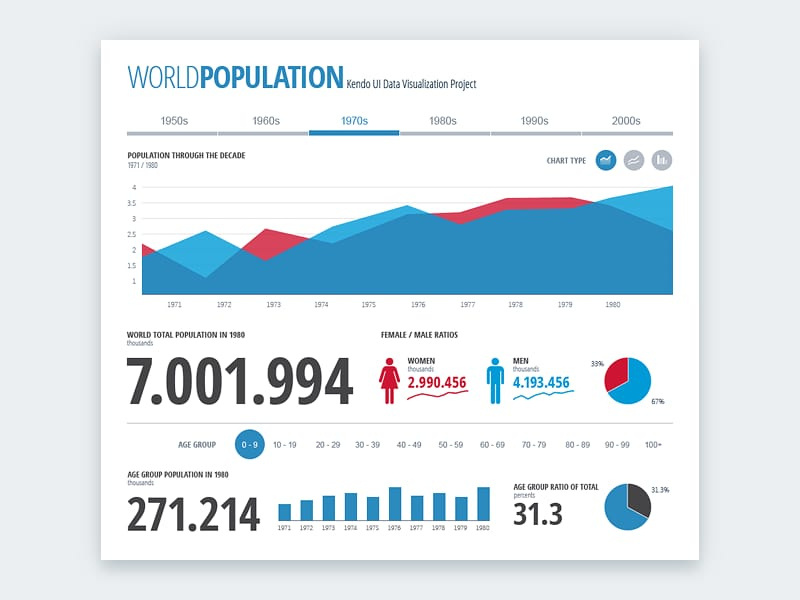 WORLDPOPULATION Kendo UI Data Visualization Project
1950s 1960s 1970s 1980s 1990s 2000s
POPULATION THROUGH THE DECADE
1971 / 1980
CHART TYPE
4
3.5
3
2.5
2
1.5
1
1971 1972 1973 1974 1975 1976 1977 1978 1979 1980
WORLD TOTAL POPULATION IN 1980
thousands
7.001.994
FEMALE / MALE RATIOS
WOMEN
thousands
2.990.456
MEN
thousands
4.193.456
33%
67%
AGE GROUP 0 - 9 10 - 19 20 - 29 30 - 39 40 - 49 50 - 59 60 - 69 70 - 79 80 - 89 90 - 99 100+
AGE GROUP POPULATION IN 1980
thousands
271.214
1971 1972 1973 1974 1975 1976 1977 1978 1979 1980
AGE GROUP RATIO OF TOTAL
percents
31.3
31.3%